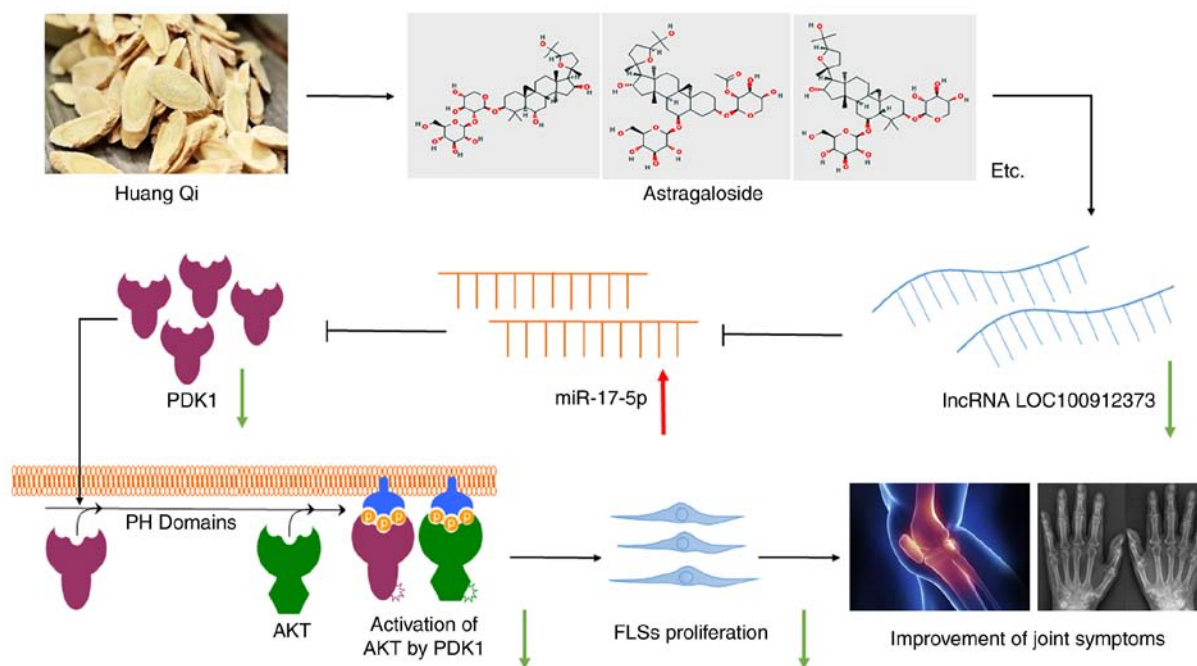 Huang Qi
Astragaloside
Etc.
PDK1
miR-17-5p
lncRNA LOC100912373
PH Domains
P P P
P P P
AKT
Activation of
AKT by PDK1
FLSs proliferation
Improvement of joint symptoms